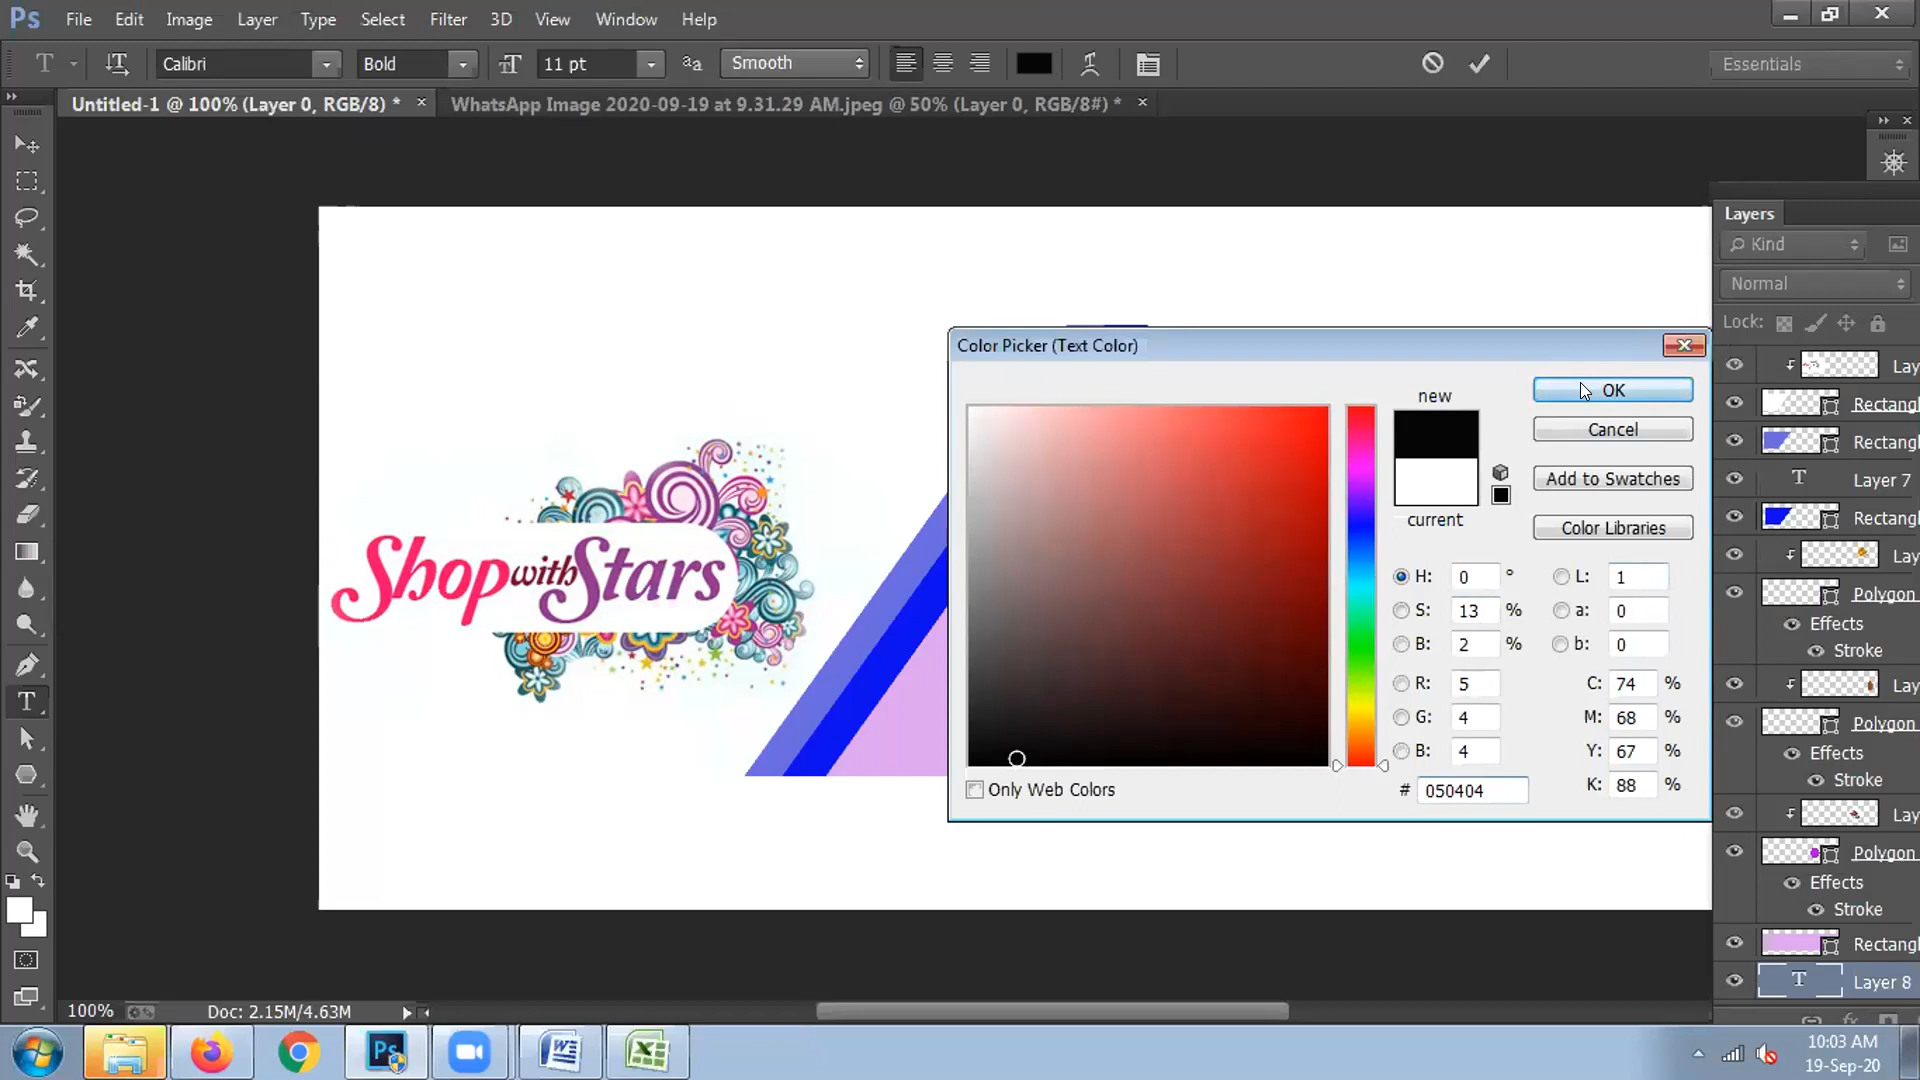 Ps File Edit Image Layer Type Select Filter 3D View Window Help
T Calibri Bold 11 pt aa Smooth Essentials
Untitled-1 @ 100% (Layer 0, RGB/8) * × WhatsApp Image 2020-09-19 at 9.31.29 AM.jpeg @ 50% (Layer 0, RGB/8#) * ×
Layers
Kind
Normal
Lock:
Lay
Rectangl
Rectangl
T Layer 7
Rectangl
Lay
Polygon
Effects
Stroke
Lay
Polygon
Effects
Stroke
Lay
Polygon
Effects
Stroke
Rectangl
T Layer 8
Shop with Stars
Color Picker (Text Color)
new
current
OK
Cancel
Add to Swatches
Color Libraries
H: 0 ° L: 1
S: 13 % a: 0
B: 2 % b: 0
R: 5 C: 74 %
G: 4 M: 68 %
B: 4 Y: 67 %
# 050404 K: 88 %
Only Web Colors
T
100% Doc: 2.15M/4.63M
Ps
10:03 AM
19-Sep-20